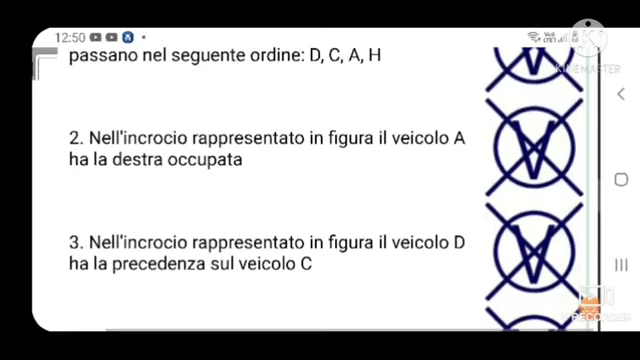 12:50
passano nel seguente ordine: D, C, A, H
2. Nell'incrocio rappresentato in figura il veicolo A
ha la destra occupata
3. Nell'incrocio rappresentato in figura il veicolo D
ha la precedenza sul veicolo C
V
V
V